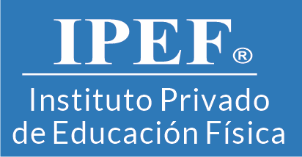 IPEF®
Instituto Privado
de Educación Física